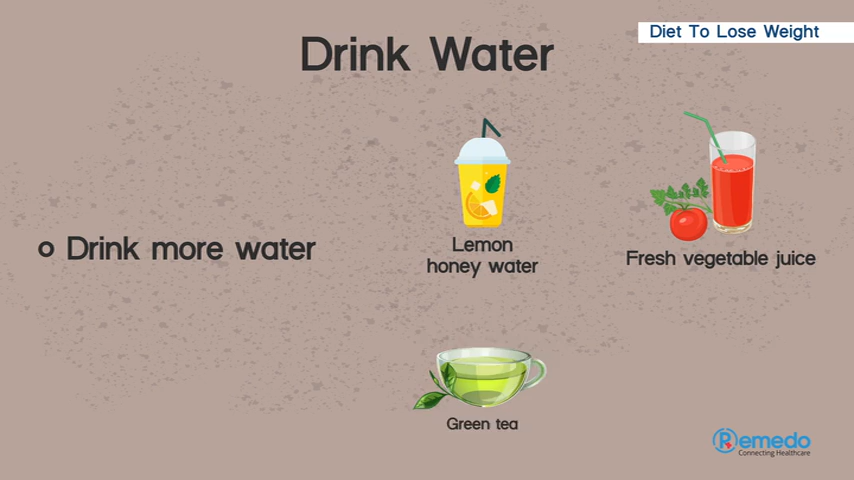 Diet To Lose Weight
Drink Water
Drink more water
Lemon
honey water
Fresh vegetable juice
Green tea
Remedo
Connecting Healthcare